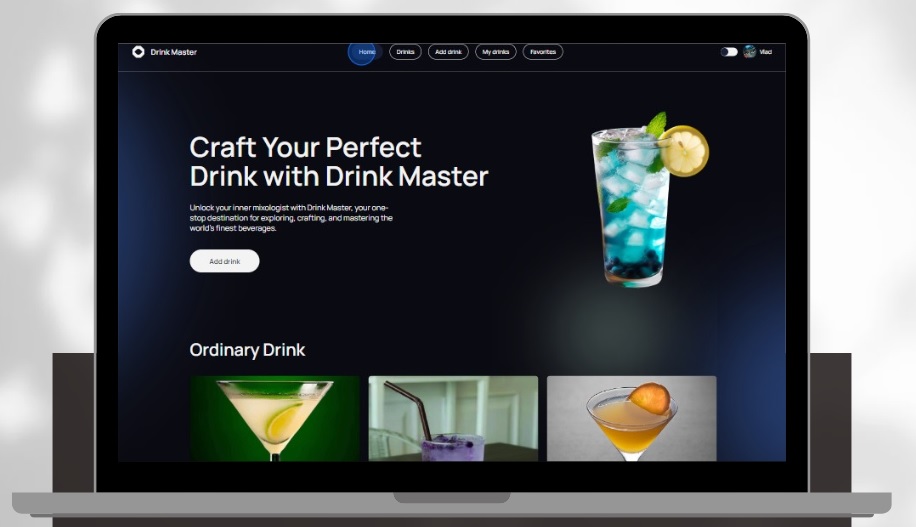 Drink Master
Home
Drinks
Add drink
My drinks
Favorites
Vlad
Craft Your Perfect
Drink with Drink Master
Unlock your inner mixologist with Drink Master, your one-
stop destination for exploring, crafting, and mastering the
world's finest beverages.
Add drink
Ordinary Drink